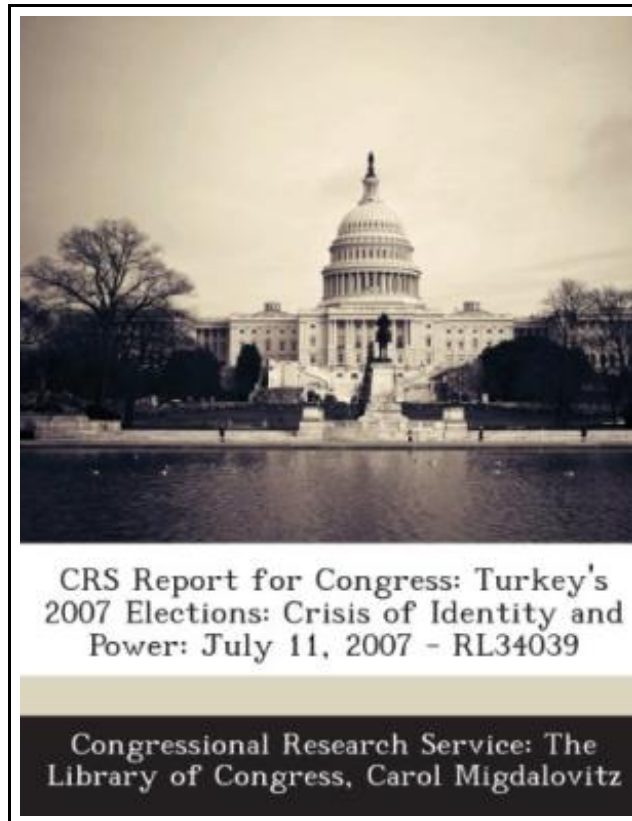 CRS Report for Congress: Turkey's
2007 Elections: Crisis of Identity and
Power: July 11, 2007 - RL34039
Congressional Research Service: The
Library of Congress, Carol Migdalovitz